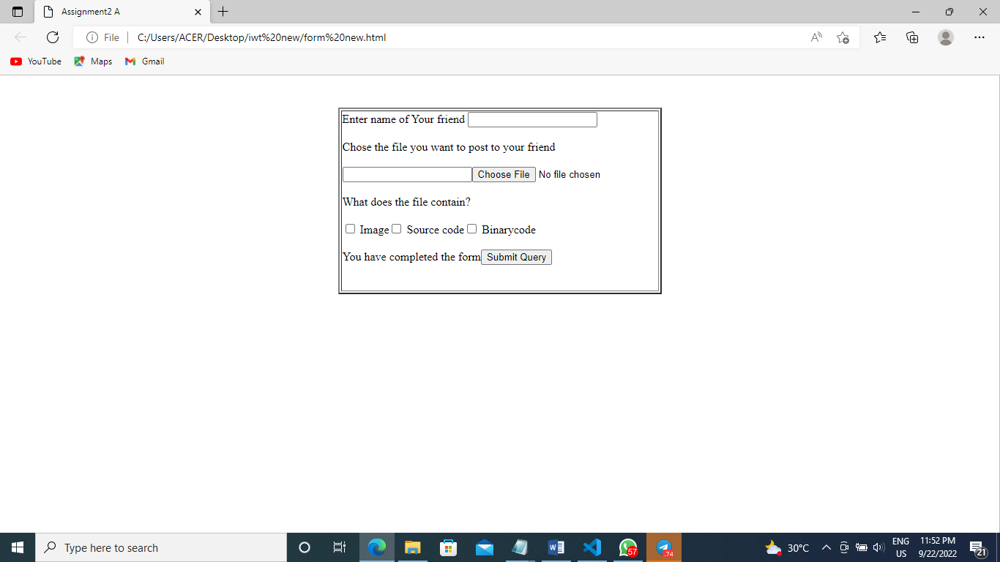 Assignment2 A
File
C:/Users/ACER/Desktop/iwt%20new/form%20new.html
YouTube Maps Gmail
Enter name of Your friend
Chose the file you want to post to your friend
Choose File No file chosen
What does the file contain?
Image Source code Binarycode
You have completed the form Submit Query
Type here to search
57
74
30°C
ENG
US
11:52 PM
9/22/2022
21